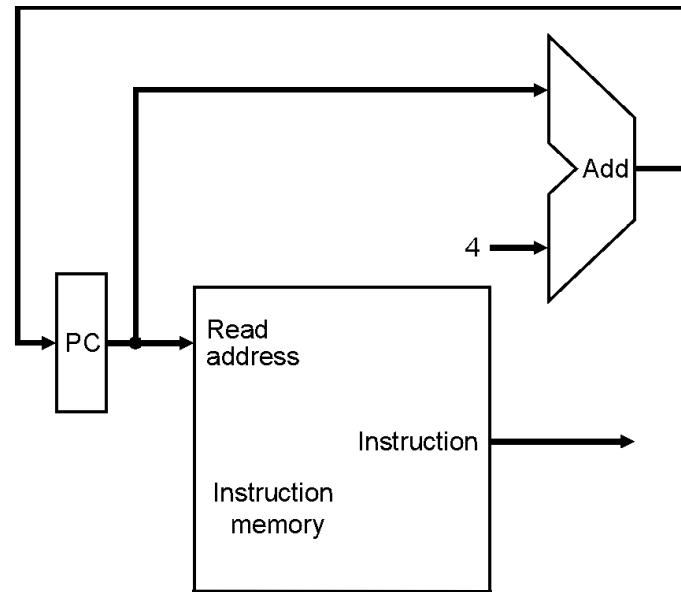 Add
4
PC
Read
address
Instruction
Instruction
memory